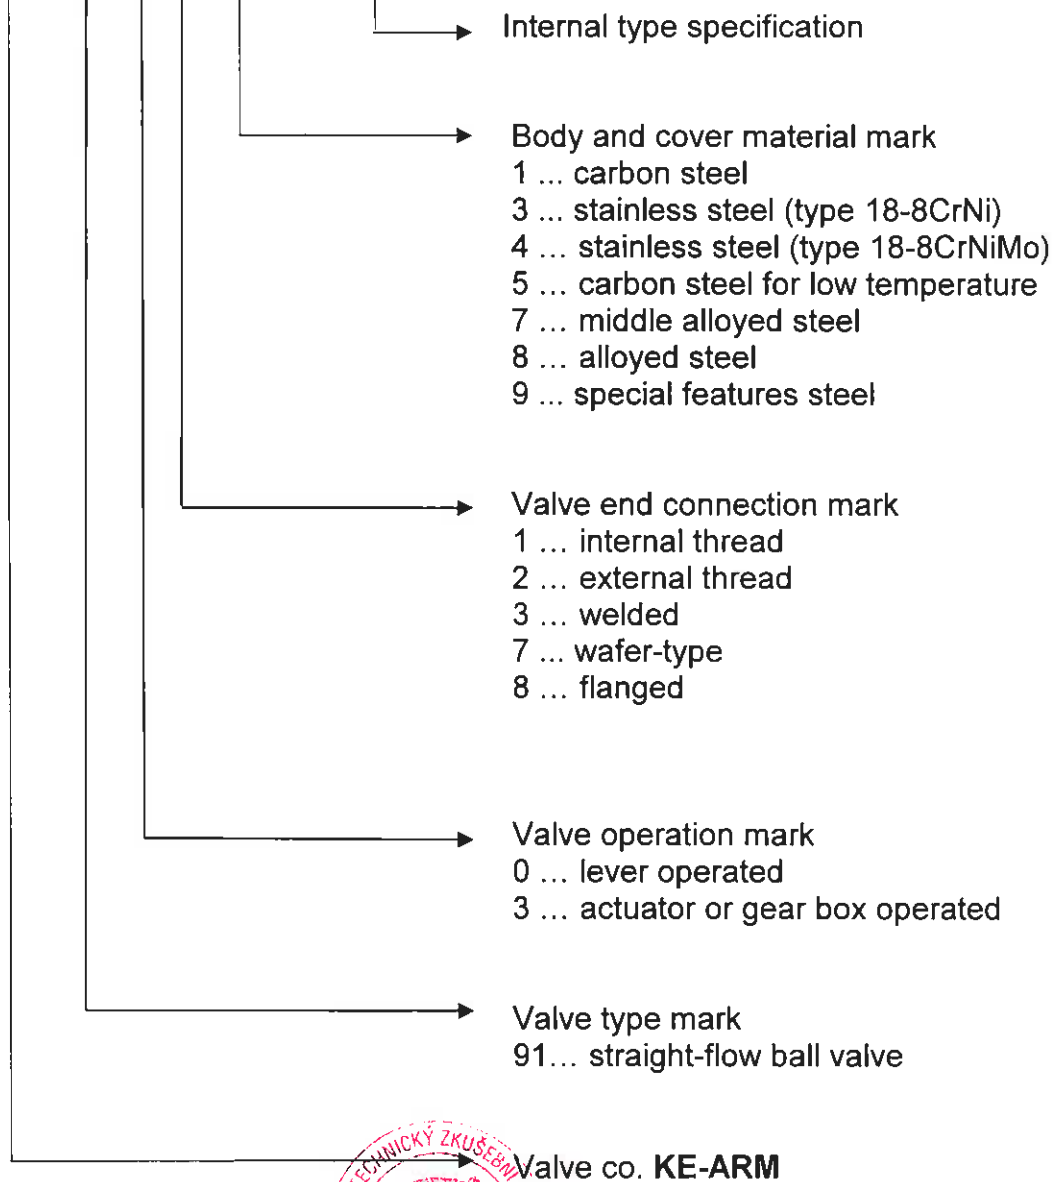 Internal type specification
Body and cover material mark
1 ... carbon steel
3 ... stainless steel (type 18-8CrNi)
4 ... stainless steel (type 18-8CrNiMo)
5 ... carbon steel for low temperature
7 ... middle alloyed steel
8 ... alloyed steel
9 ... special features steel
Valve end connection mark
1 ... internal thread
2 ... external thread
3 ... welded
7 ... wafer-type
8 ... flanged
Valve operation mark
0 ... lever operated
3 ... actuator or gear box operated
Valve type mark
91... straight-flow ball valve
Valve co. KE-ARM